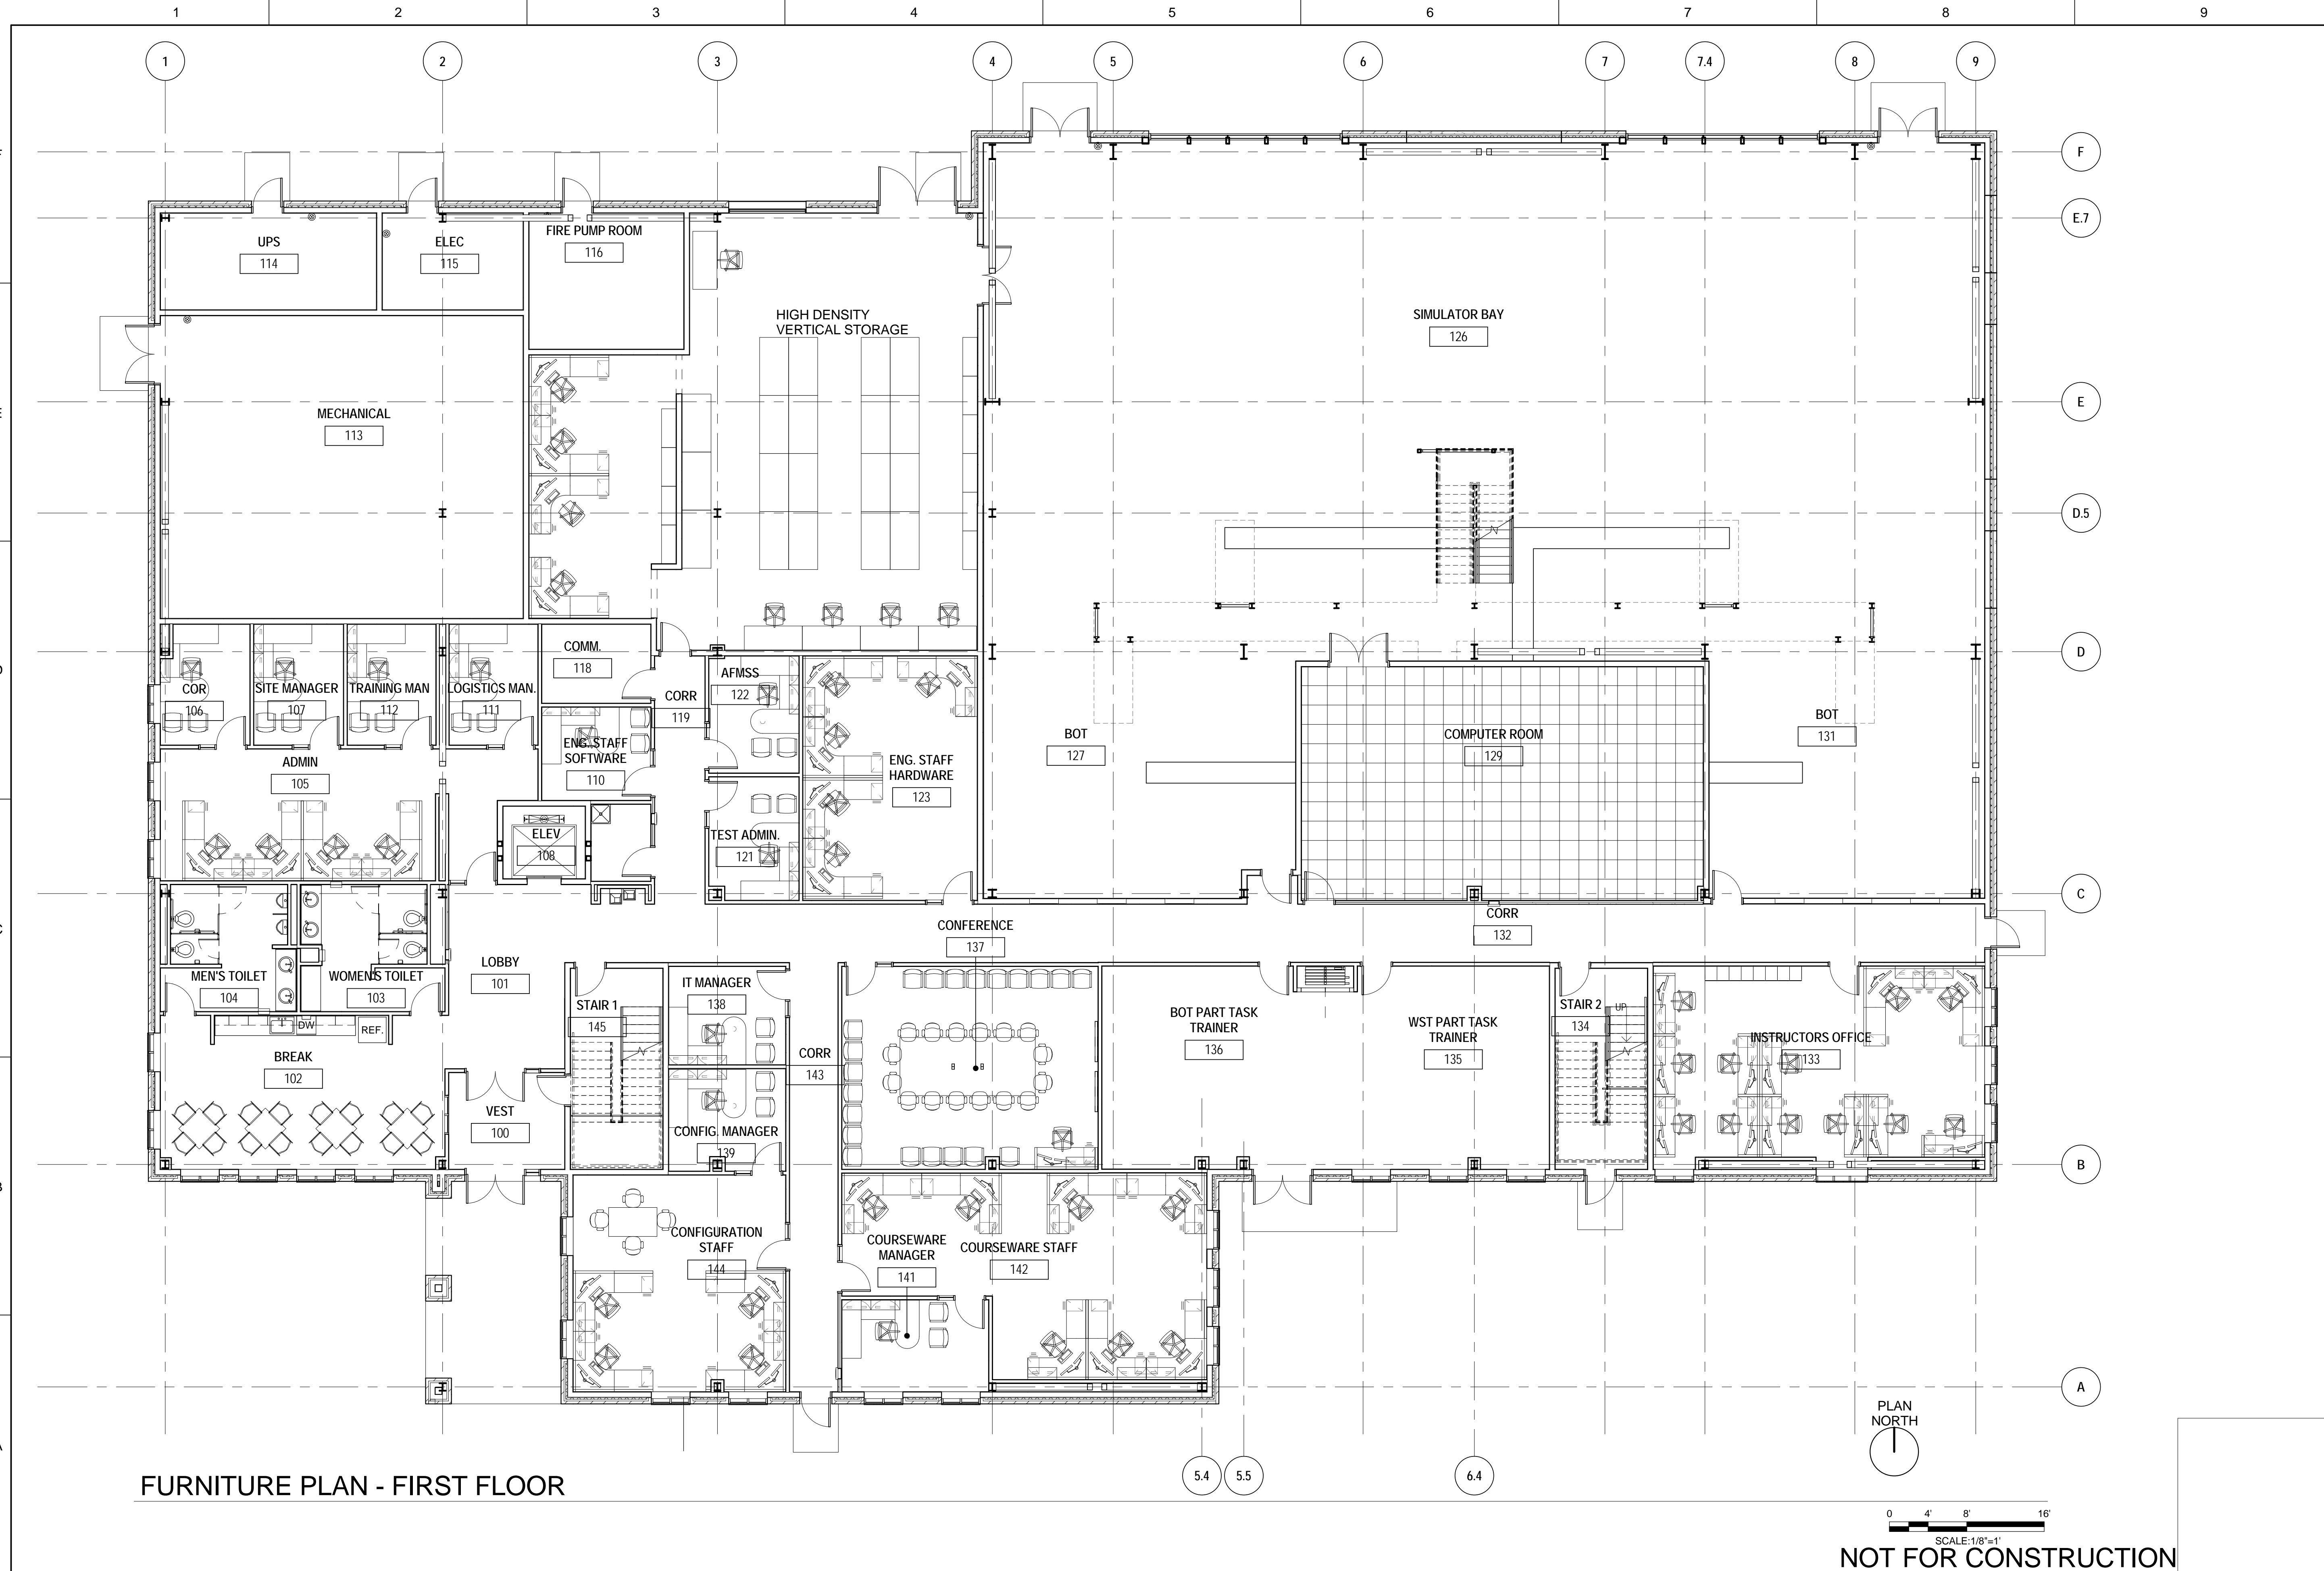 1 2 3 4 5 6 7 8 9
1 2 3 4 5 6 7 7.4 8 9
F
E.7
UPS
114
ELEC
115
FIRE PUMP ROOM
116
HIGH DENSITY
VERTICAL STORAGE
SIMULATOR BAY
126
E
MECHANICAL
113
D.5
D
COMM.
118
COR
106
SITE MANAGER
107
TRAINING MAN
112
LOGISTICS MAN.
111
CORR
119
AFMSS
122
BOT
127
COMPUTER ROOM
129
BOT
131
ENG. STAFF
SOFTWARE
110
ENG. STAFF
HARDWARE
123
ADMIN
105
ELEV
108
TEST ADMIN.
121
C
CONFERENCE
137
CORR
132
LOBBY
101
MEN'S TOILET
104
WOMEN'S TOILET
103
DW
REF.
BREAK
102
STAIR 1
145
IT MANAGER
138
CORR
143
BOT PART TASK
TRAINER
136
WST PART TASK
TRAINER
135
STAIR 2
134
UP
INSTRUCTORS OFFICE
133
VEST
100
CONFIG. MANAGER
139
B
CONFIGURATION
STAFF
144
COURSEWARE
MANAGER
141
COURSEWARE STAFF
142
A
PLAN
NORTH
5.4 5.5 6.4
FURNITURE PLAN - FIRST FLOOR
0 4' 8' 16'
SCALE:1/8"=1'
NOT FOR CONSTRUCTION